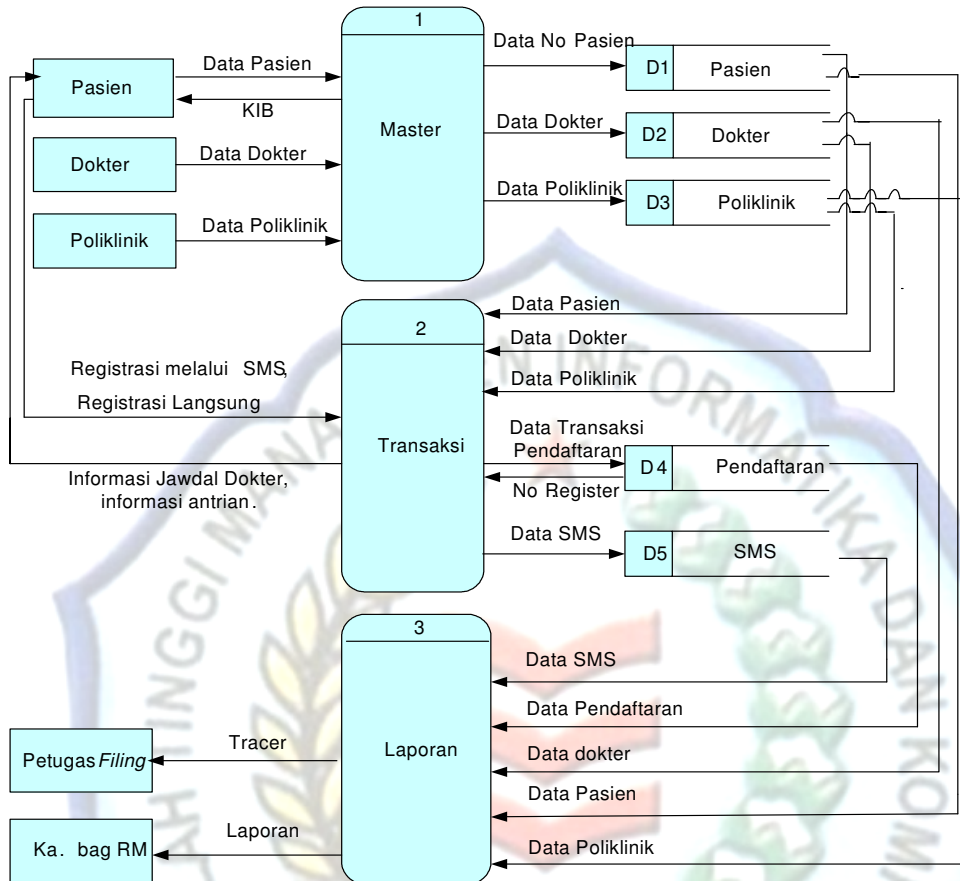 1
Master
Pasien
Data Pasien
KIB
Dokter
Data Dokter
Poliklinik
Data Poliklinik
Data No Pasien
D1 Pasien
Data Dokter
D2 Dokter
Data Poliklinik
D3 Poliklinik
2
Transaksi
Data Pasien
Data Dokter
Data Poliklinik
Registrasi melalui SMS,
Registrasi Langsung
Informasi Jawdal Dokter,
informasi antrian.
Data Transaksi
Pendaftaran
D4 Pendaftaran
No Register
Data SMS
D5 SMS
3
Laporan
Data SMS
Data Pendaftaran
Data dokter
Data Pasien
Data Poliklinik
Tracer
Petugas Filing
Laporan
Ka. bag RM